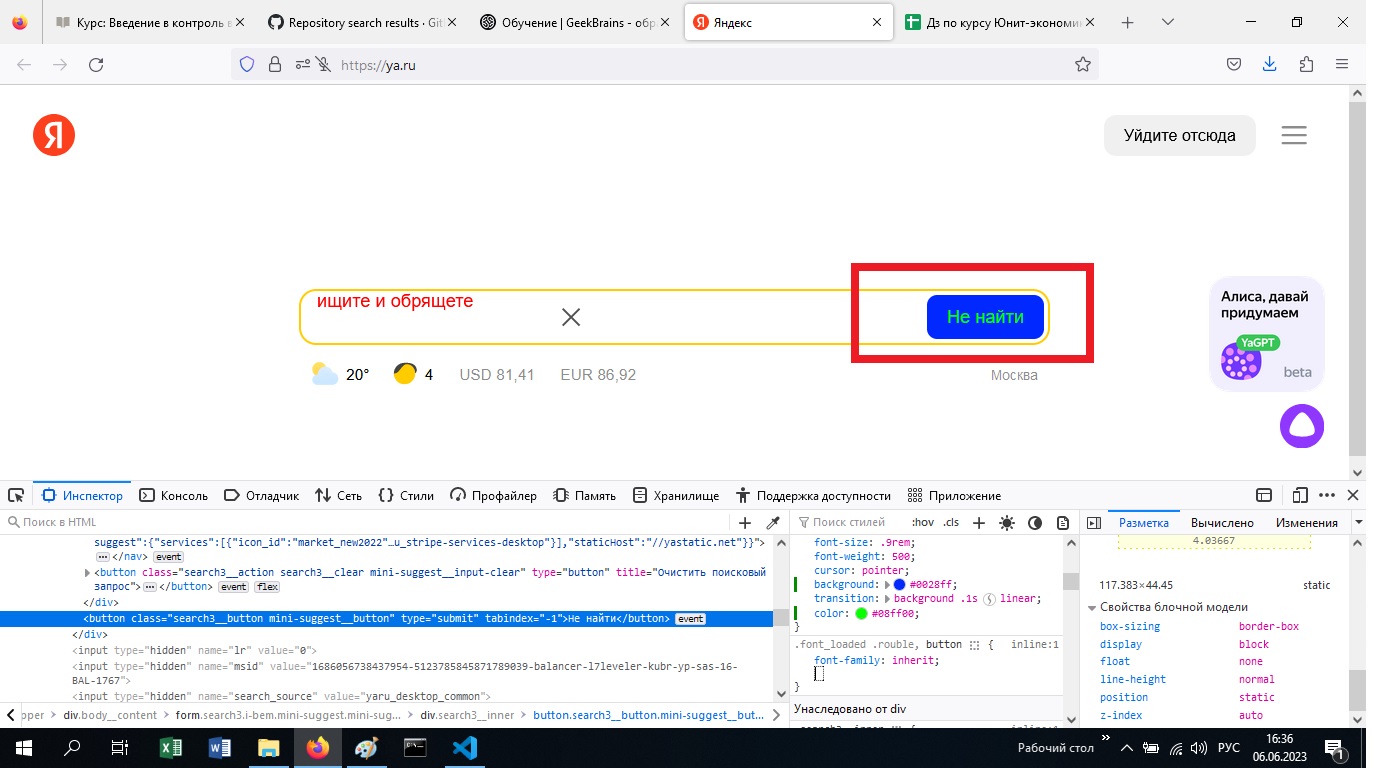 Курс: Введение в контроль в
Repository search results · Git
Обучение | GeekBrains - обр
Яндекс
Дз по курсу Юнит-экономик
https://ya.ru
Я
Уйдите отсюда
ищите и обрящете
Не найти
20°
4
USD 81,41
EUR 86,92
Москва
Алиса, давай
придумаем
YaGPT
beta
Инспектор
Консоль
Отладчик
Сеть
Стили
Профайлер
Память
Хранилище
Поддержка доступности
Приложение
Поиск в HTML
suggest":{"services":[{"icon_id":"market_new2022"…u_stripe-services-desktop"}],"staticHost":"//yastatic.net"}}">
</nav> event
<button class="search3__action search3__clear mini-suggest__input-clear" type="button" title="Очистить поисковый
запрос"></button> event flex
</div>
<button class="search3__button mini-suggest__button" type="submit" tabindex="-1">Не найти</button> event
</div>
<input type="hidden" name="lr" value="0">
<input type="hidden" name="msid" value="1686056738437954-5123785845871789039-balancer-l7leveler-kubr-yp-sas-16-
BAL-1767">
<input type="hidden" name="search_source" value="yaru_desktop_common">
pper > div.body__content > form.search3.i-bem.mini-suggest.mini-sug… > div.search3__inner > button.search3__button.mini-suggest__but…
Поиск стилей
:hov .cls
font-size: .9rem;
font-weight: 500;
cursor: pointer;
background: #0028ff;
transition: background .1s linear;
color: #08ff00;
}
.font_loaded .rouble, button { inline:1
font-family: inherit;
}
Унаследовано от div
.search3__inner { inline:1
Разметка
Вычислено
Изменения
4.03667
117.383×44.45
static
Свойства блочной модели
box-sizing border-box
display block
float none
line-height normal
position static
z-index auto
Рабочий стол
РУС
16:36
06.06.2023
1